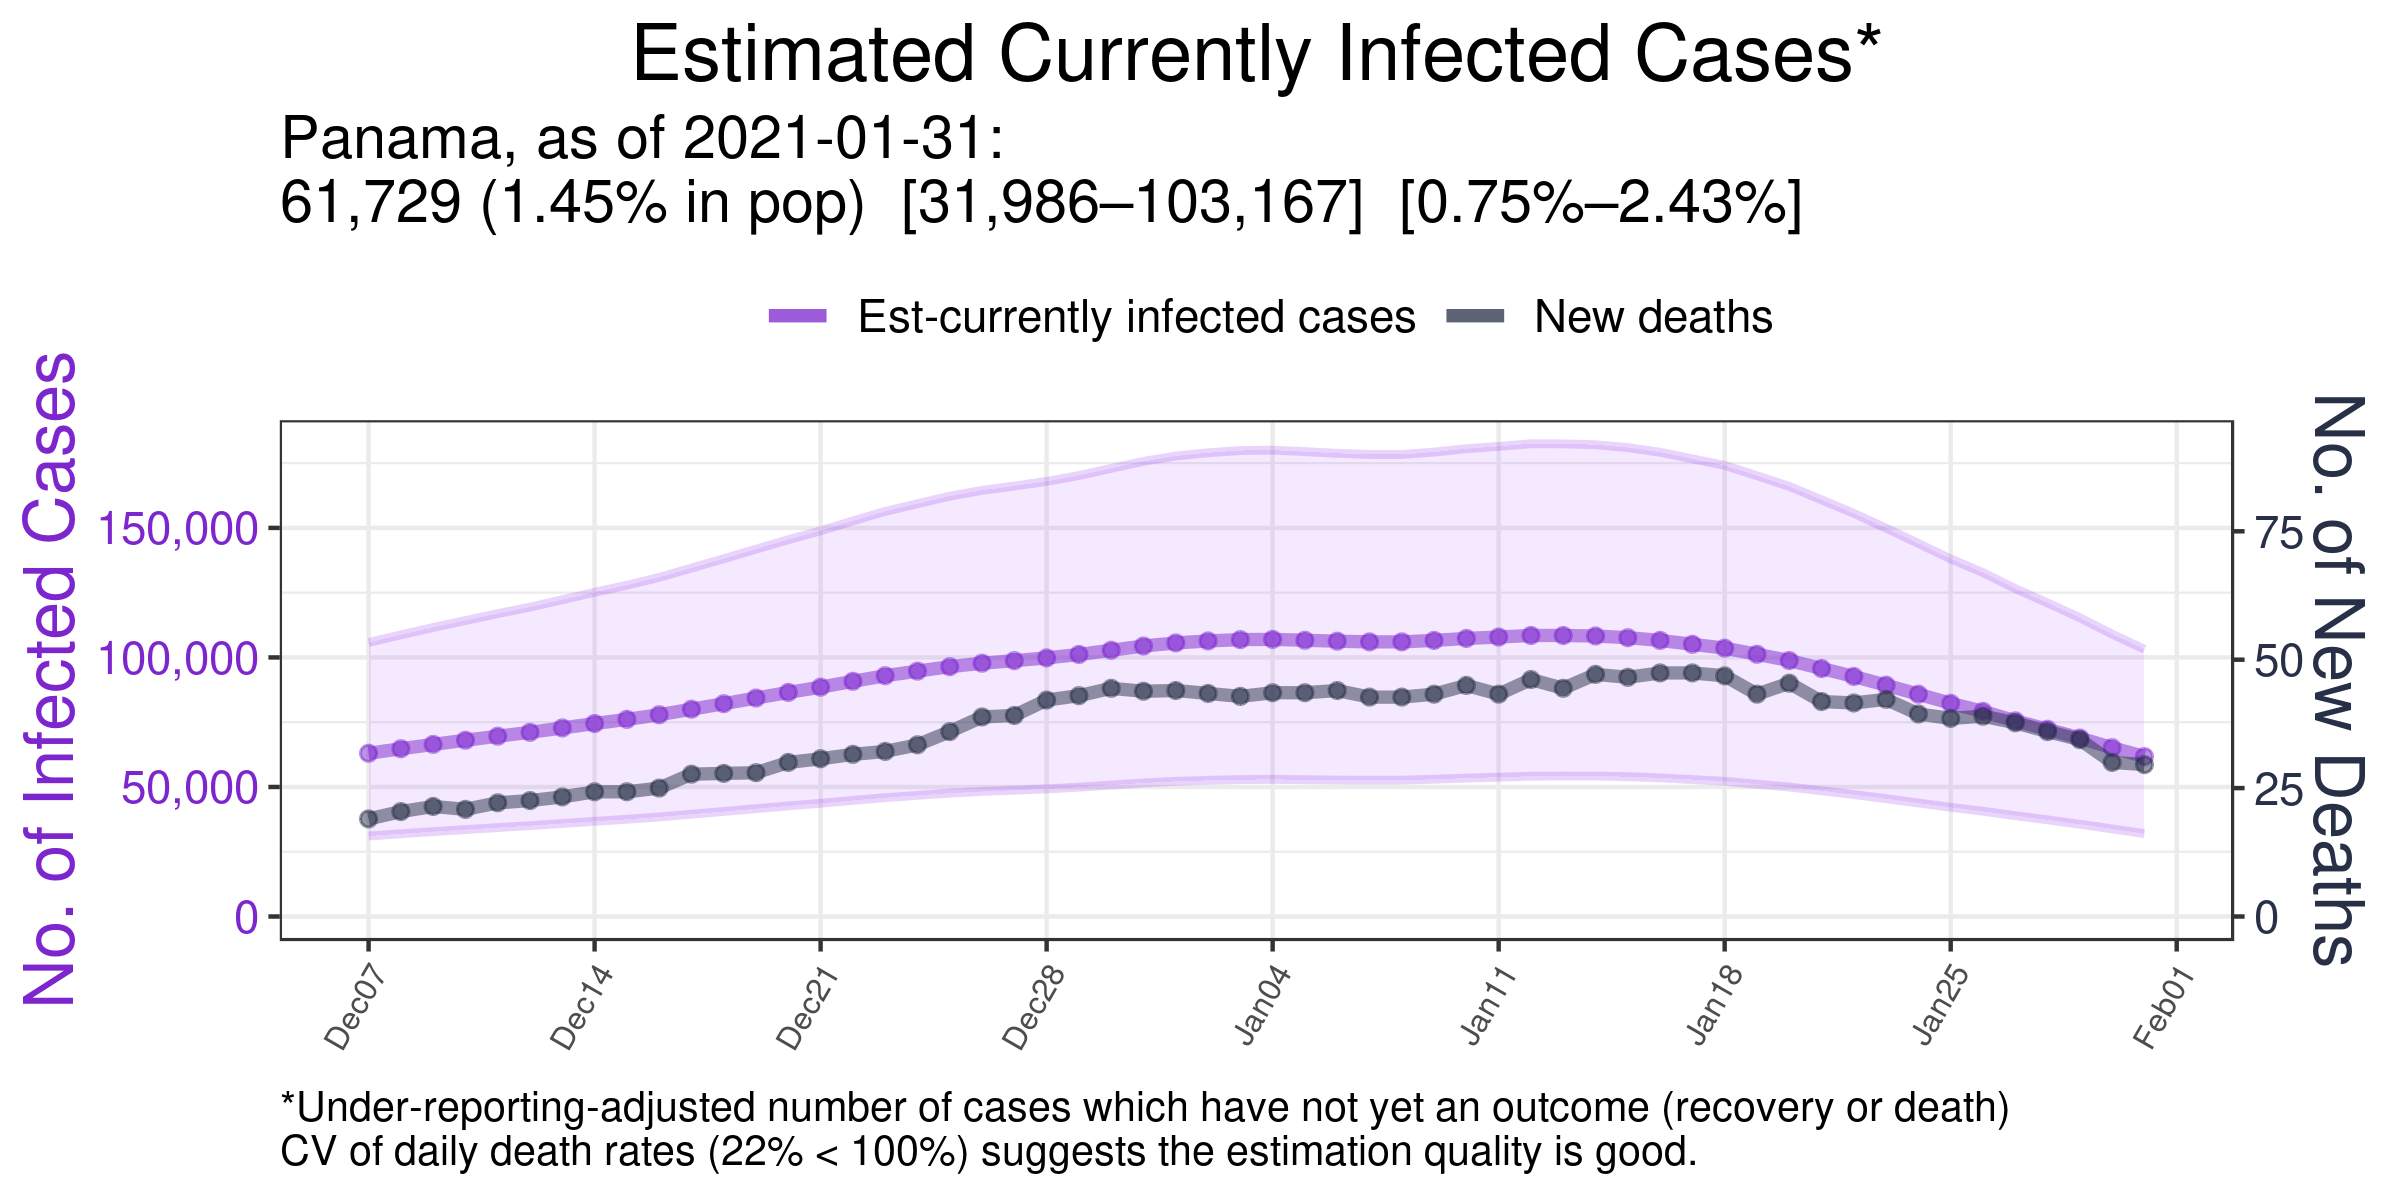 Estimated Currently Infected Cases*
Panama, as of 2021-01-31:
61,729 (1.45% in pop)  [31,986–103,167]  [0.75%–2.43%]
Est-currently infected cases
New deaths
No. of Infected Cases
150,000
100,000
50,000
0
75
50
25
0
No. of New Deaths
Dec07
Dec14
Dec21
Dec28
Jan04
Jan11
Jan18
Jan25
Feb01
*Under-reporting-adjusted number of cases which have not yet an outcome (recovery or death)
CV of daily death rates (22% < 100%) suggests the estimation quality is good.